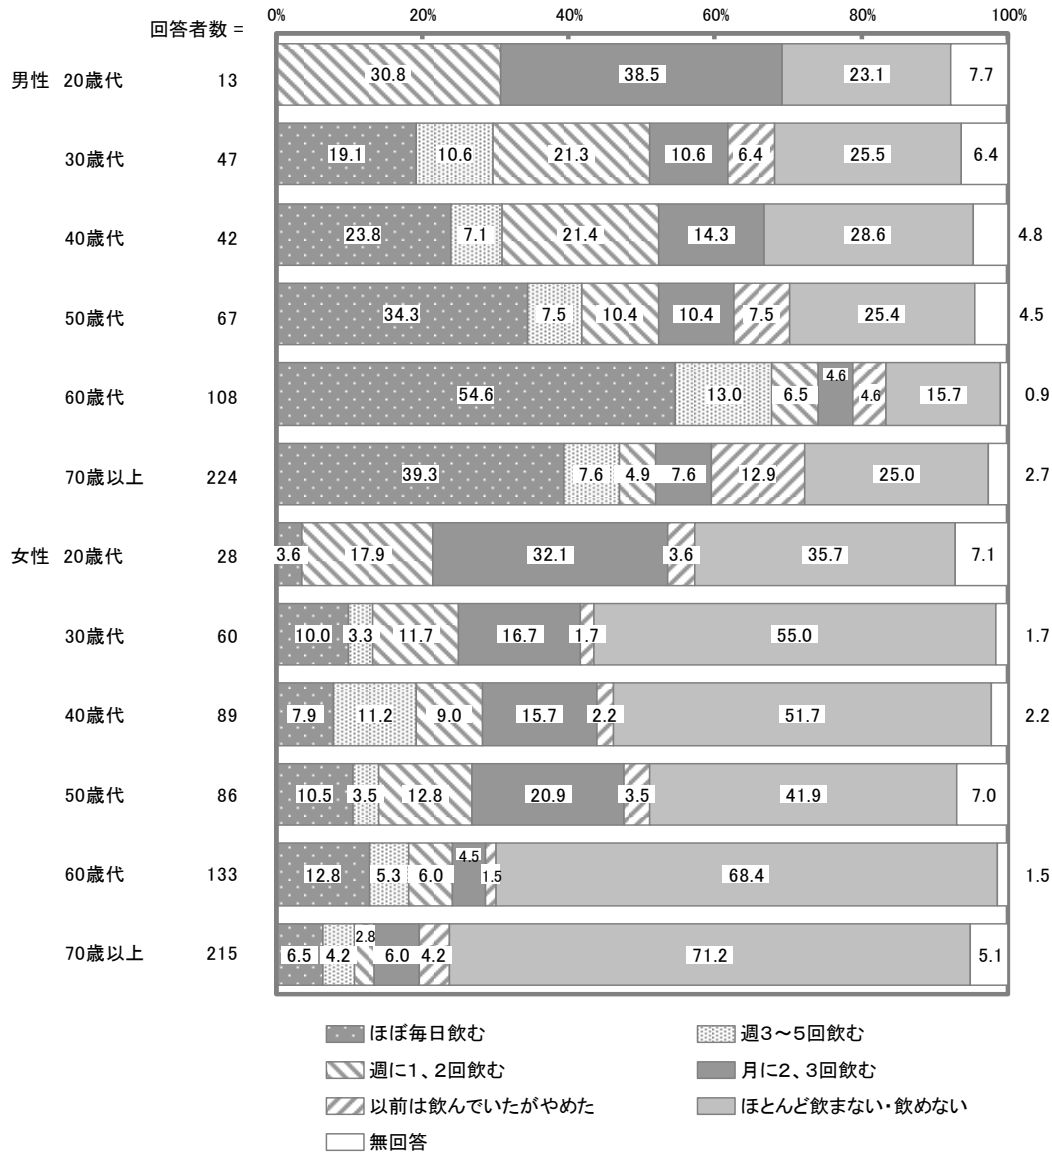 0% 20% 40% 60% 80% 100%
回答者数 =
男性 20歳代 13 30.8 38.5 23.1 7.7
30歳代 47 19.1 10.6 21.3 10.6 6.4 25.5 6.4
40歳代 42 23.8 7.1 21.4 14.3 28.6 4.8
50歳代 67 34.3 7.5 10.4 10.4 7.5 25.4 4.5
60歳代 108 54.6 13.0 6.5 4.6 4.6 15.7 0.9
70歳以上 224 39.3 7.6 4.9 7.6 12.9 25.0 2.7
女性 20歳代 28 3.6 17.9 32.1 3.6 35.7 7.1
30歳代 60 10.0 3.3 11.7 16.7 1.7 55.0 1.7
40歳代 89 7.9 11.2 9.0 15.7 2.2 51.7 2.2
50歳代 86 10.5 3.5 12.8 20.9 3.5 41.9 7.0
60歳代 133 12.8 5.3 6.0 4.5 1.5 68.4 1.5
70歳以上 215 6.5 4.2 2.8 6.0 4.2 71.2 5.1
ほぼ毎日飲む 週3～5回飲む
週に1、2回飲む 月に2、3回飲む
以前は飲んでいたがやめた ほとんど飲まない・飲めない
無回答